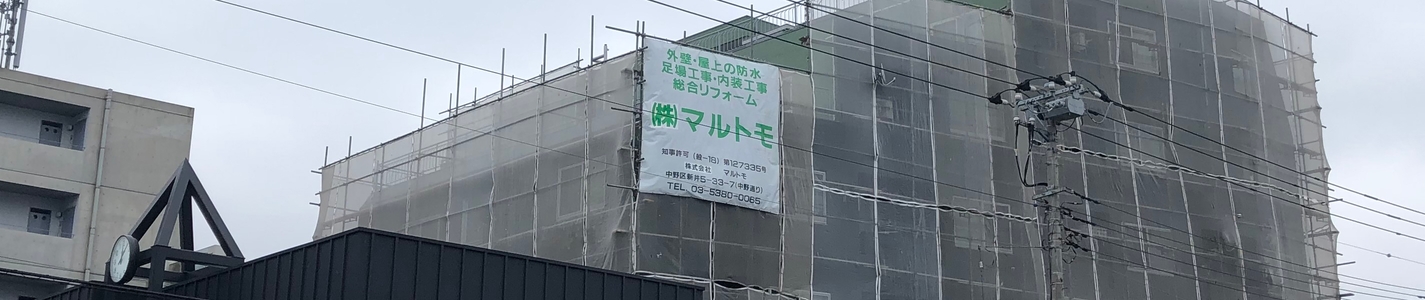 外壁・屋上の防水
足場工事・内装工事
総合リフォーム
㈱マルトモ
知事許可(般-18)第127335号
株式会社 マルトモ
中野区新井5-33-7(中野通り)
TEL 03-5380-0065